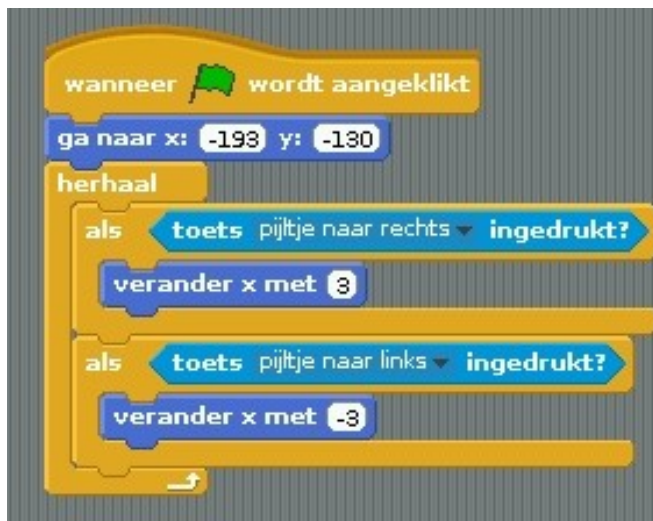 wanneer wordt aangeklikt
ga naar x: -193 y: -130
herhaal
als toets pijltje naar rechts ingedrukt?
verander x met 3
als toets pijltje naar links ingedrukt?
verander x met -3